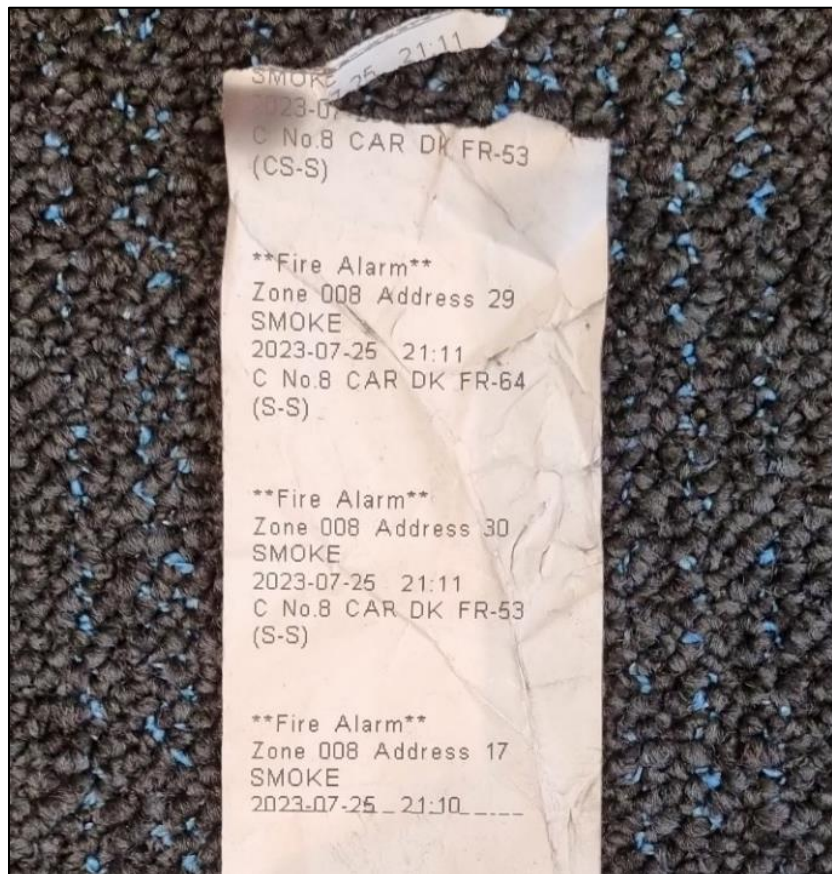 SMOKE
2023-07-25 21:11
C No.8 CAR DK FR-53
(CS-S)
**Fire Alarm**
Zone 008 Address 29
SMOKE
2023-07-25 21:11
C No.8 CAR DK FR-64
(S-S)
**Fire Alarm**
Zone 008 Address 30
SMOKE
2023-07-25 21:11
C No.8 CAR DK FR-53
(S-S)
**Fire Alarm**
Zone 008 Address 17
SMOKE
2023-07-25 21:10